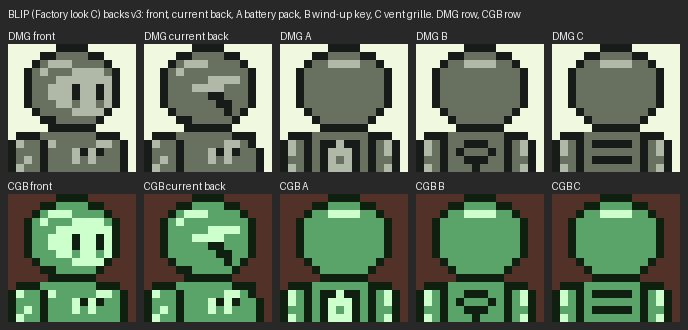 BLIP (Factory look C) backs v3: front, current back, A battery pack, B wind-up key, C vent grille. DMG row, CGB row
DMG front DMG current back DMG A DMG B DMG C
CGB front CGB current back CGB A CGB B CGB C